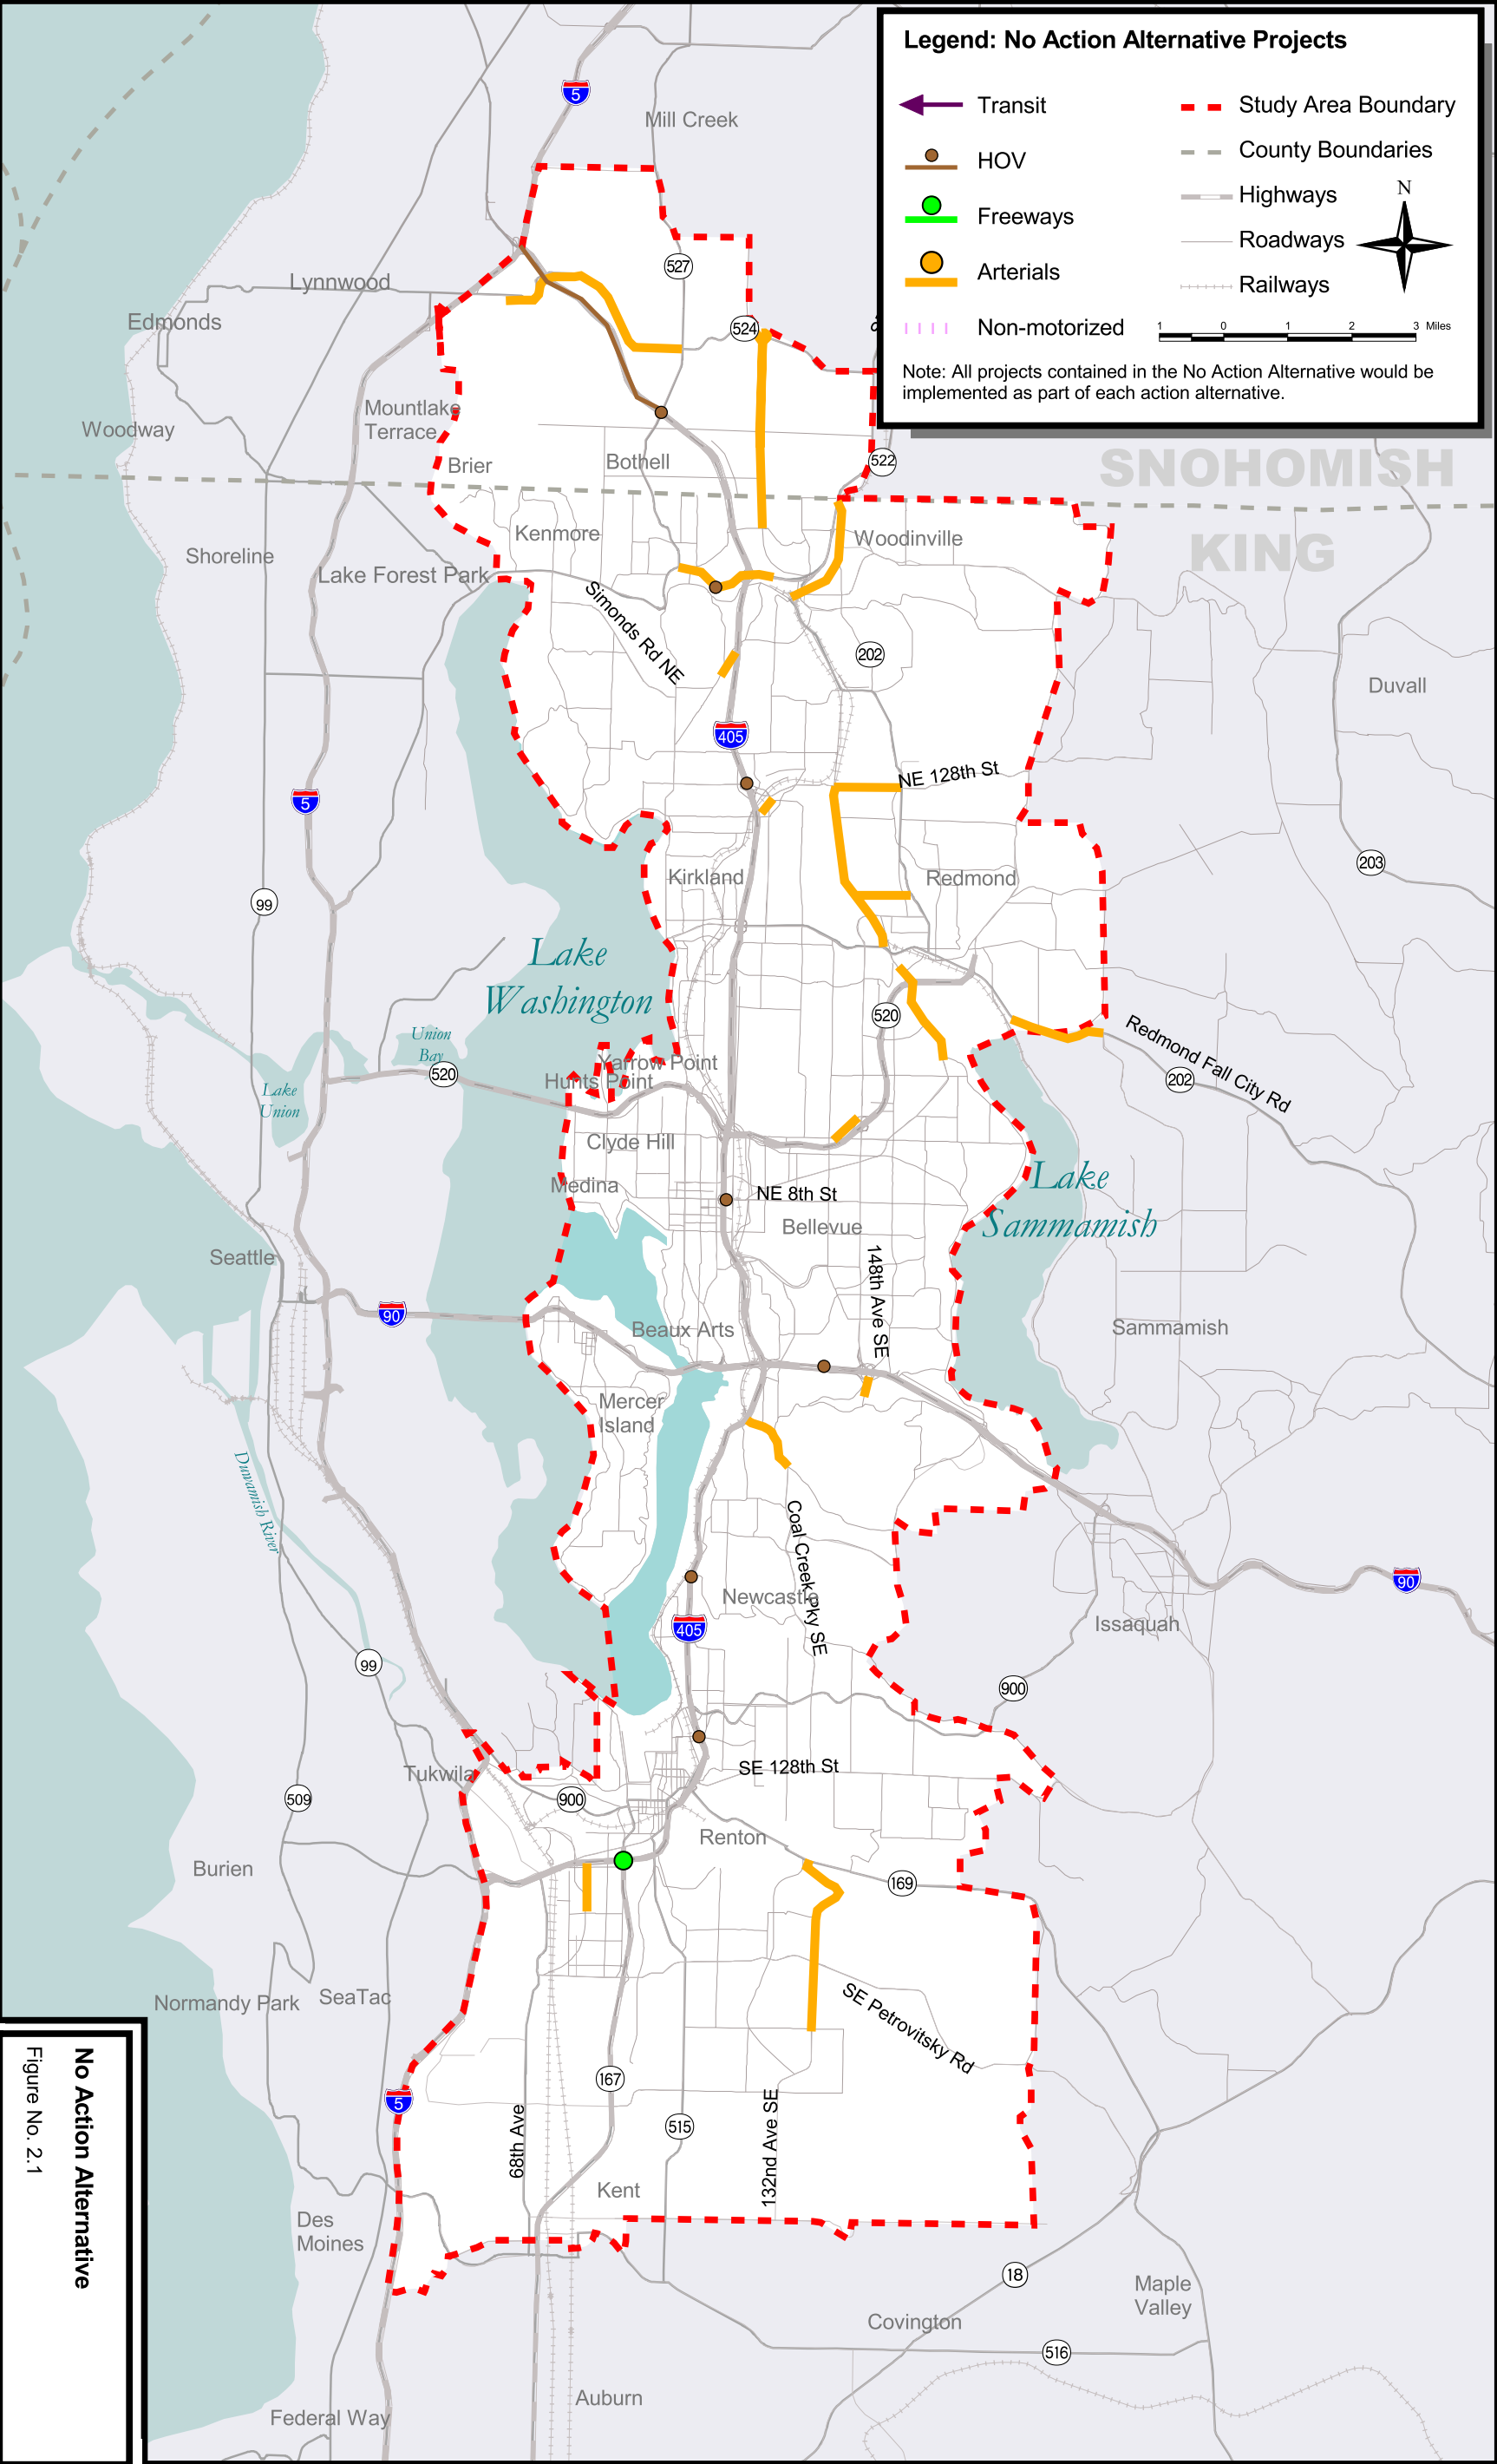 Legend: No Action Alternative Projects
Transit
HOV
Freeways
Arterials
Non-motorized
Study Area Boundary
County Boundaries
Highways
Roadways
Railways
N
1 0 1 2 3 Miles
Note: All projects contained in the No Action Alternative would be
implemented as part of each action alternative.
5
Mill Creek
527
Lynnwood
Edmonds
524
Mountlake
Terrace
Woodway
Brier
Bothell
522
SNOHOMISH
KING
Kenmore
Woodinville
Shoreline
Lake Forest Park
Simonds Rd NE
202
Duvall
405
NE 128th St
5
203
Kirkland
Redmond
99
Lake
Washington
520
Union
Bay
520
Yarrow Point
Hunts Point
Redmond Fall City Rd
202
Lake
Union
Clyde Hill
Medina
NE 8th St
Lake
Sammamish
Bellevue
Seattle
148th Ave SE
90
Beaux Arts
Sammamish
Mercer
Island
Duwamish River
Coal Creek Pky SE
Newcastle
90
405
Issaquah
99
900
Tukwila
SE 128th St
509
900
Renton
Burien
169
Normandy Park
SeaTac
SE Petrovitsky Rd
167
5
68th Ave
515
132nd Ave SE
Kent
Des
Moines
18
Maple
Valley
Covington
516
Auburn
Federal Way
No Action Alternative
Figure No. 2.1